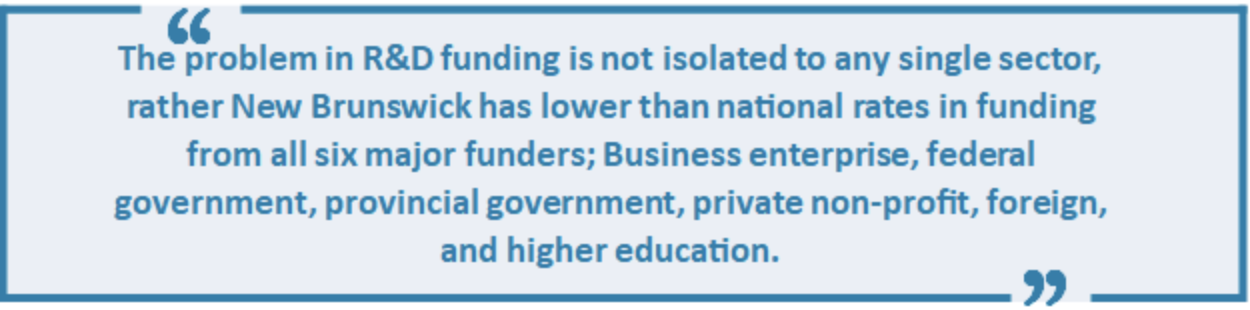 “
The problem in R&D funding is not isolated to any single sector,
rather New Brunswick has lower than national rates in funding
from all six major funders; Business enterprise, federal
government, provincial government, private non-profit, foreign,
and higher education.
”